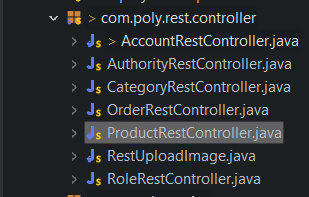 > com.poly.rest.controller
> AccountRestController.java
AuthorityRestController.java
CategoryRestController.java
OrderRestController.java
ProductRestController.java
RestUploadImage.java
RoleRestController.java